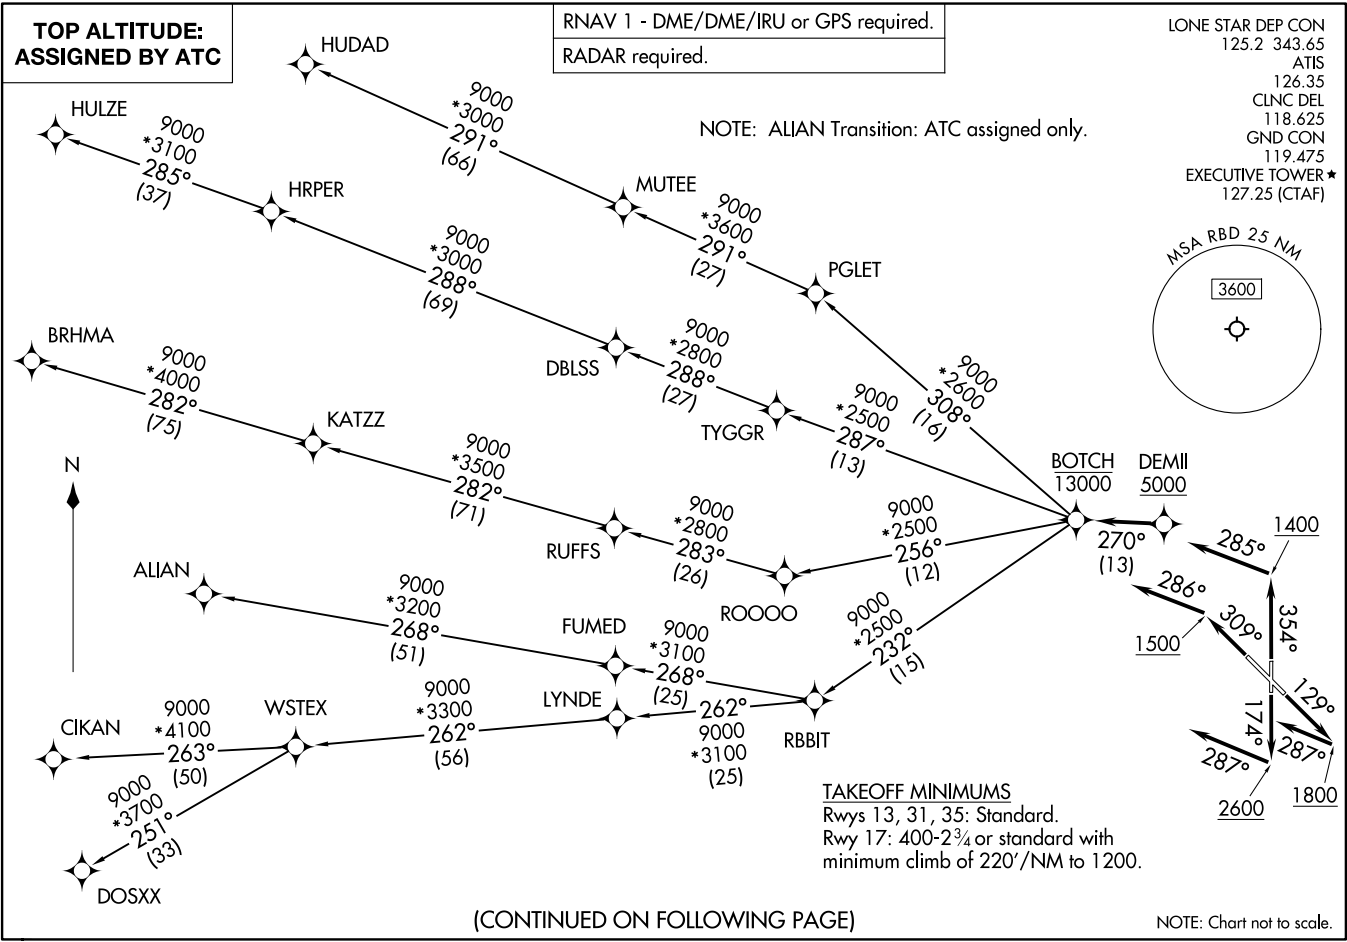 TOP ALTITUDE:
ASSIGNED BY ATC
RNAV 1 - DME/DME/IRU or GPS required.
RADAR required.
LONE STAR DEP CON
125.2 343.65
ATIS
126.35
CLNC DEL
118.625
GND CON
119.475
EXECUTIVE TOWER★
127.25 (CTAF)
NOTE: ALIAN Transition: ATC assigned only.
MSA RBD 25 NM
3600
HUDAD
9000
*3000
291°
(66)
MUTEE
9000
*3600
291°
(27)
PGLET
9000
*2600
308°
(16)
HULZE
9000
*3100
285°
(37)
HRPER
9000
*3000
288°
(69)
DBLSS
9000
*2800
288°
(27)
TYGGR
9000
*2500
287°
(13)
BRHMA
9000
*4000
282°
(75)
KATZZ
9000
*3500
282°
(71)
RUFFS
9000
*2800
283°
(26)
ROOOO
9000
*2500
256°
(12)
BOTCH
13000
DEMII
5000
270°
(13)
N
ALIAN
9000
*3200
268°
(51)
FUMED
9000
*3100
268°
(25)
9000
*2500
232°
(15)
RBBIT
CIKAN
9000
*4100
263°
(50)
WSTEX
9000
*3300
262°
(56)
LYNDE
262°
9000
*3100
(25)
9000
*3700
251°
(33)
DOSXX
1400
285°
354°
286°
1500
309°
129°
174°
287°
2600
287°
1800
TAKEOFF MINIMUMS
Rwys 13, 31, 35: Standard.
Rwy 17: 400-2¾ or standard with
minimum climb of 220'/NM to 1200.
(CONTINUED ON FOLLOWING PAGE)
NOTE: Chart not to scale.